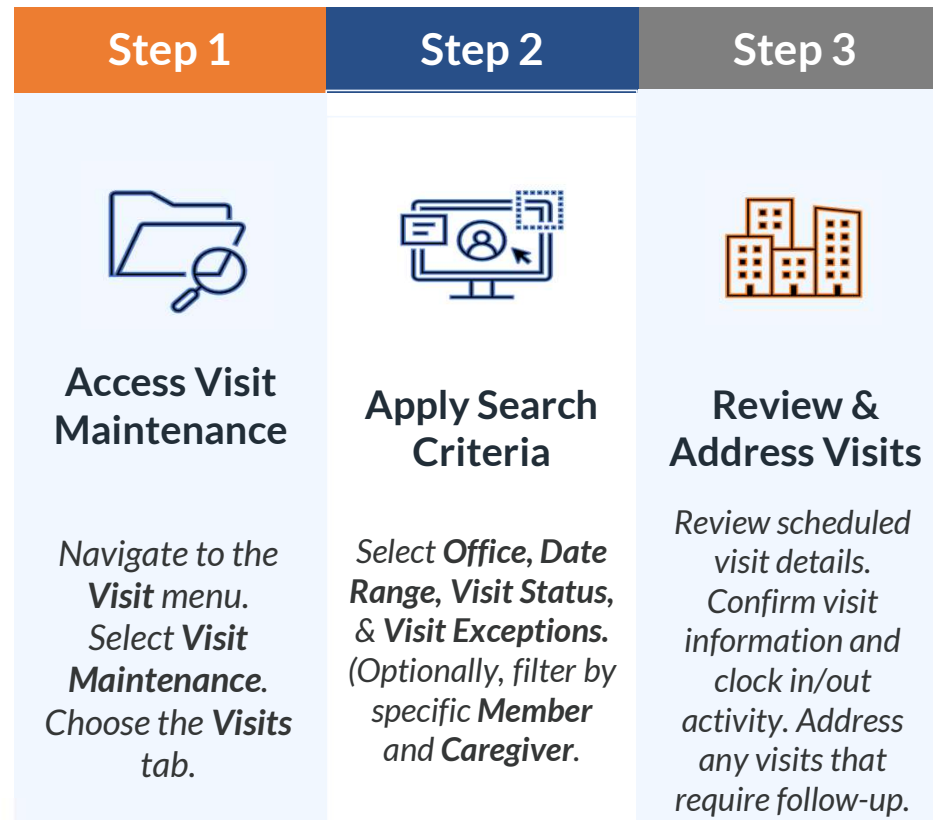 Step 1
Step 2
Step 3
Access Visit
Maintenance
Navigate to the
Visit menu.
Select Visit
Maintenance.
Choose the Visits
tab.
Apply Search
Criteria
Select Office, Date
Range, Visit Status,
& Visit Exceptions.
(Optionally, filter by
specific Member
and Caregiver.
Review &
Address Visits
Review scheduled
visit details.
Confirm visit
information and
clock in/out
activity. Address
any visits that
require follow-up.